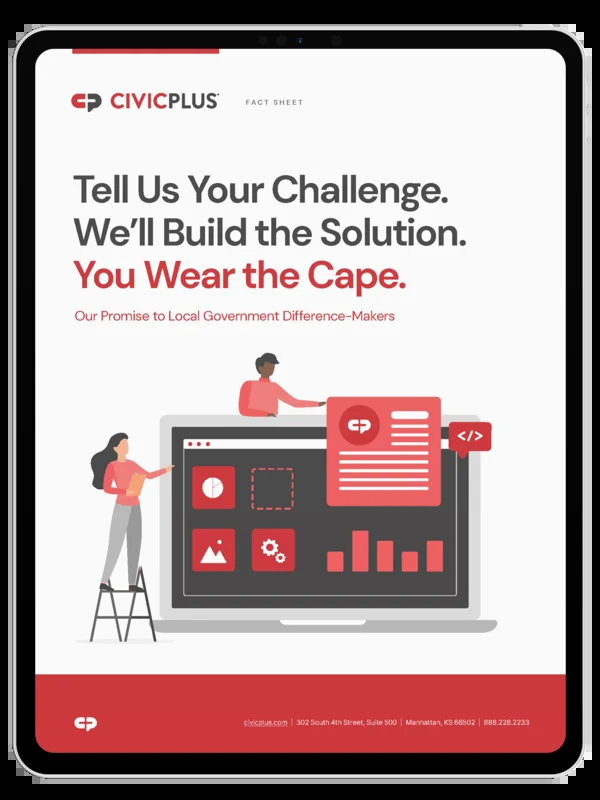 CIVICPLUS
FACT SHEET
Tell Us Your Challenge.
We'll Build the Solution.
You Wear the Cape.
Our Promise to Local Government Difference-Makers
</>
civicplus.com | 302 South 4th Street, Suite 500 | Manhattan, KS 66502 | 888.228.2233